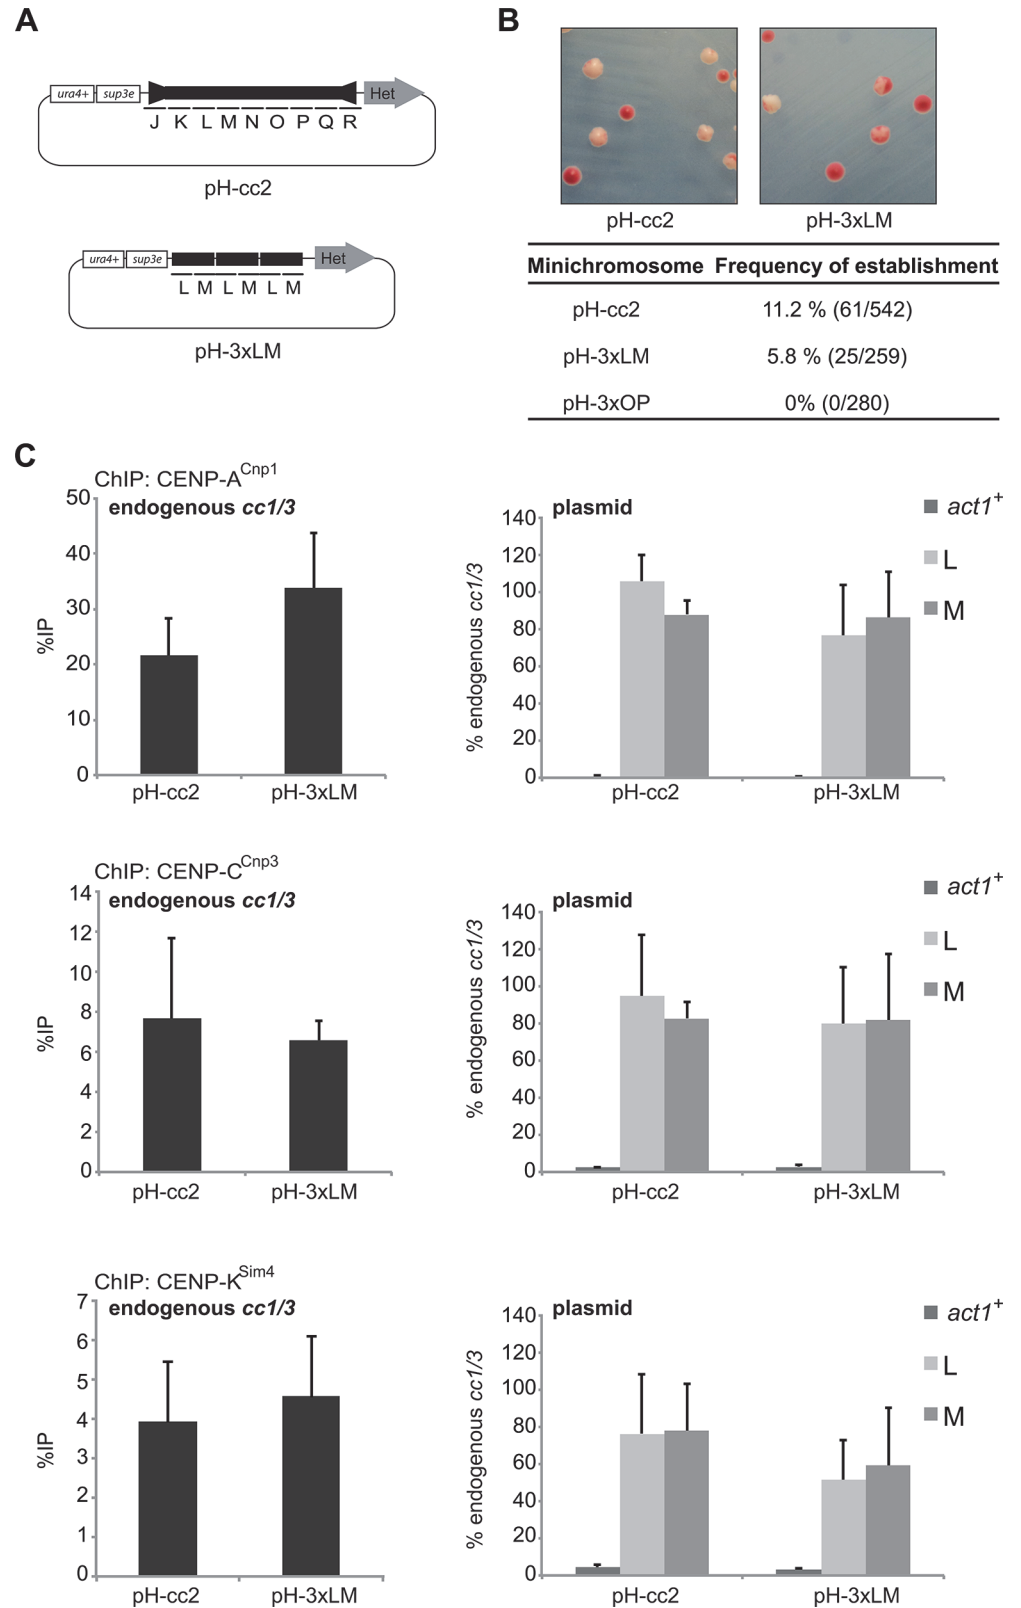 A
ura4+ sup3e Het
J K L M N O P Q R
pH-cc2
ura4+ sup3e Het
L M L M L M
pH-3xLM
B
pH-cc2 pH-3xLM
Minichromosome Frequency of establishment
pH-cc2 11.2 % (61/542)
pH-3xLM 5.8 % (25/259)
pH-3xOP 0% (0/280)
C
ChIP: CENP-A^Cnp1
endogenous cc1/3
%IP
50
40
30
20
10
0
pH-cc2 pH-3xLM
plasmid
% endogenous cc1/3
140
120
100
80
60
40
20
0
pH-cc2 pH-3xLM
act1+
L
M
ChIP: CENP-C^Cnp3
endogenous cc1/3
%IP
14
12
10
8
6
4
2
0
pH-cc2 pH-3xLM
plasmid
% endogenous cc1/3
140
120
100
80
60
40
20
0
pH-cc2 pH-3xLM
act1+
L
M
ChIP: CENP-K^Sim4
endogenous cc1/3
%IP
7
6
5
4
3
2
1
0
pH-cc2 pH-3xLM
plasmid
% endogenous cc1/3
140
120
100
80
60
40
20
0
pH-cc2 pH-3xLM
act1+
L
M